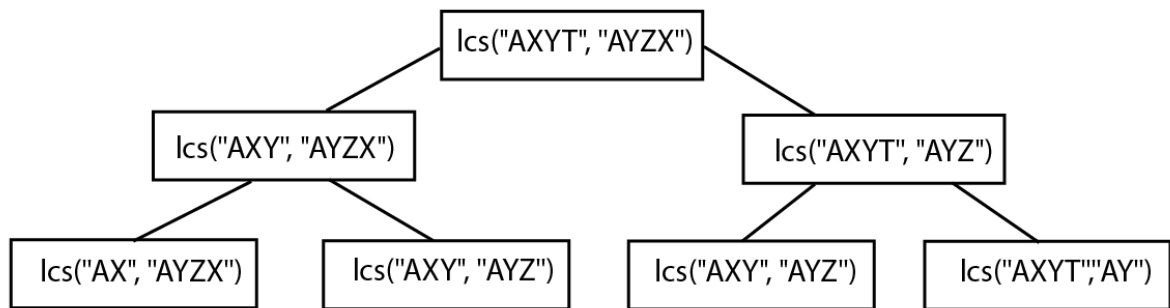 lcs("AXYT", "AYZX")
lcs("AXY", "AYZX")
lcs("AXYT", "AYZ")
lcs("AX", "AYZX")
lcs("AXY", "AYZ")
lcs("AXY", "AYZ")
lcs("AXYT","AY")